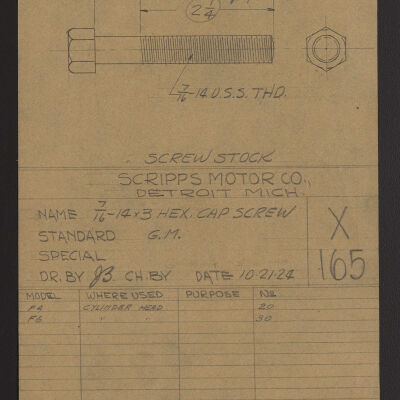 2 1/4
7/16-14 U.S.S. THD.
SCREW STOCK
SCRIPPS MOTOR CO.,
DETROIT MICH.
NAME 7/16-14x3 HEX. CAP SCREW
STANDARD G.M.
SPECIAL
DR. BY JB CH. BY DATE 10-21-24
X
165
MODEL WHERE USED PURPOSE No.
F4 CYLINDER HEAD 20
F6 " " 30